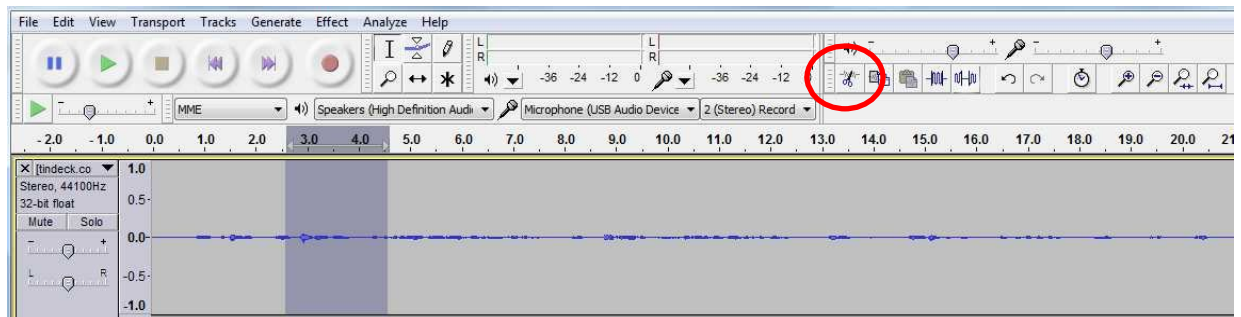 File Edit View Transport Tracks Generate Effect Analyze Help
L L
R R
-36 -24 -12 0 -36 -24 -12
MME Speakers (High Definition Audi Microphone (USB Audio Device 2 (Stereo) Record
-2.0 -1.0 0.0 1.0 2.0 3.0 4.0 5.0 6.0 7.0 8.0 9.0 10.0 11.0 12.0 13.0 14.0 15.0 16.0 17.0 18.0 19.0 20.0 21
X [tindeck.co 1.0
Stereo, 44100Hz
32-bit float 0.5-
Mute Solo
- + 0.0-
L R -0.5-
-1.0